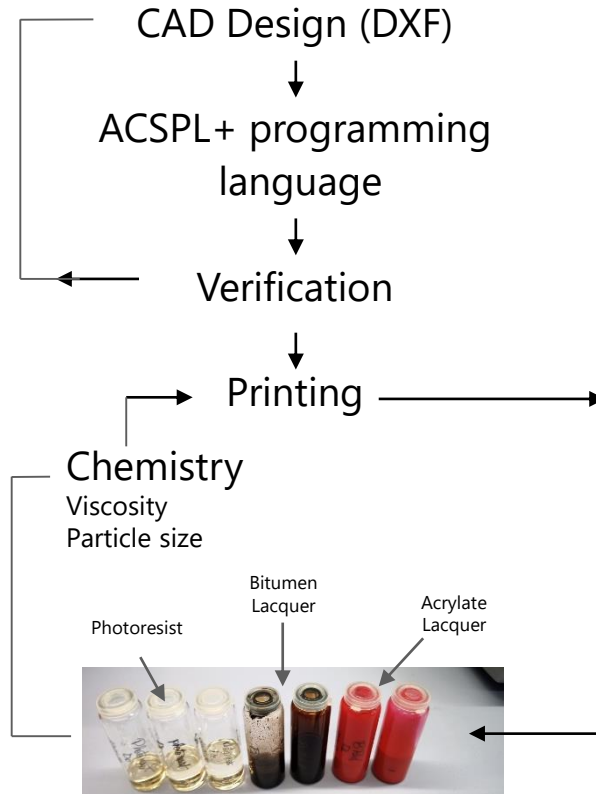 CAD Design (DXF)
ACSPL+ programming
language
Verification
Printing
Chemistry
Viscosity
Particle size
Bitumen
Lacquer
Photoresist
Acrylate
Lacquer